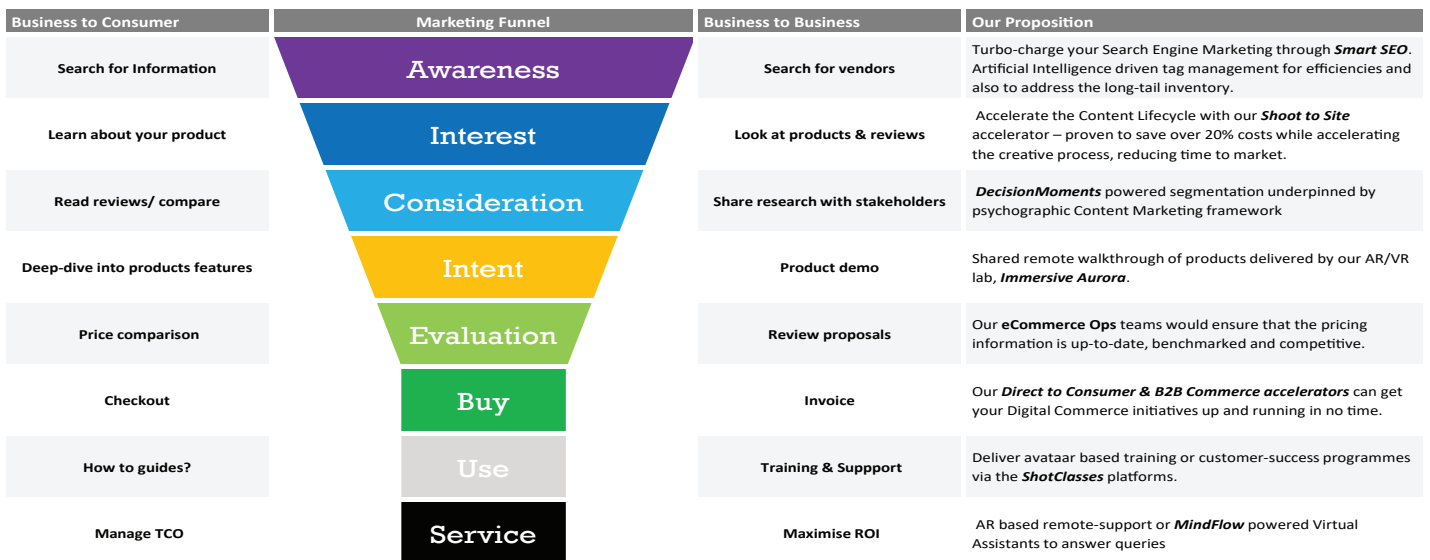 Business to Consumer Marketing Funnel Business to Business Our Proposition
Search for Information
Awareness
Search for vendors
Turbo-charge your Search Engine Marketing through Smart SEO.
Artificial Intelligence driven tag management for efficiencies and
also to address the long-tail inventory.
Learn about your product
Interest
Look at products & reviews
Accelerate the Content Lifecycle with our Shoot to Site
accelerator – proven to save over 20% costs while accelerating
the creative process, reducing time to market.
Read reviews/ compare
Consideration
Share research with stakeholders
DecisionMoments powered segmentation underpinned by
psychographic Content Marketing framework
Deep-dive into products features
Intent
Product demo
Shared remote walkthrough of products delivered by our AR/VR
lab, Immersive Aurora.
Price comparison
Evaluation
Review proposals
Our eCommerce Ops teams would ensure that the pricing
information is up-to-date, benchmarked and competitive.
Checkout
Buy
Invoice
Our Direct to Consumer & B2B Commerce accelerators can get
your Digital Commerce initiatives up and running in no time.
How to guides?
Use
Training & Suppport
Deliver avataar based training or customer-success programmes
via the ShotClasses platforms.
Manage TCO
Service
Maximise ROI
AR based remote-support or MindFlow powered Virtual
Assistants to answer queries